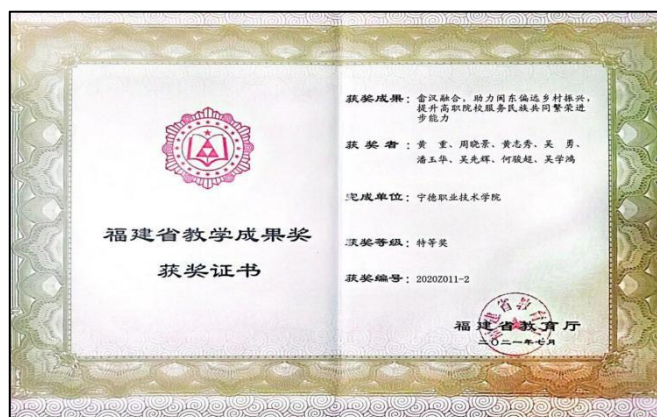 福建省教学成果奖
获奖证书
获奖成果：畲汉融合，助力闽东偏远乡村振兴，
提升高职院校服务民族共同繁荣进
步能力
获奖者：黄重、周晓景、黄志秀、吴勇、
潘玉华、吴先辉、何骏超、吴学鸿
完成单位：宁德职业技术学院
获奖等级：特等奖
获奖编号：2020Z011-2
福建省教育厅
二〇二一年七月